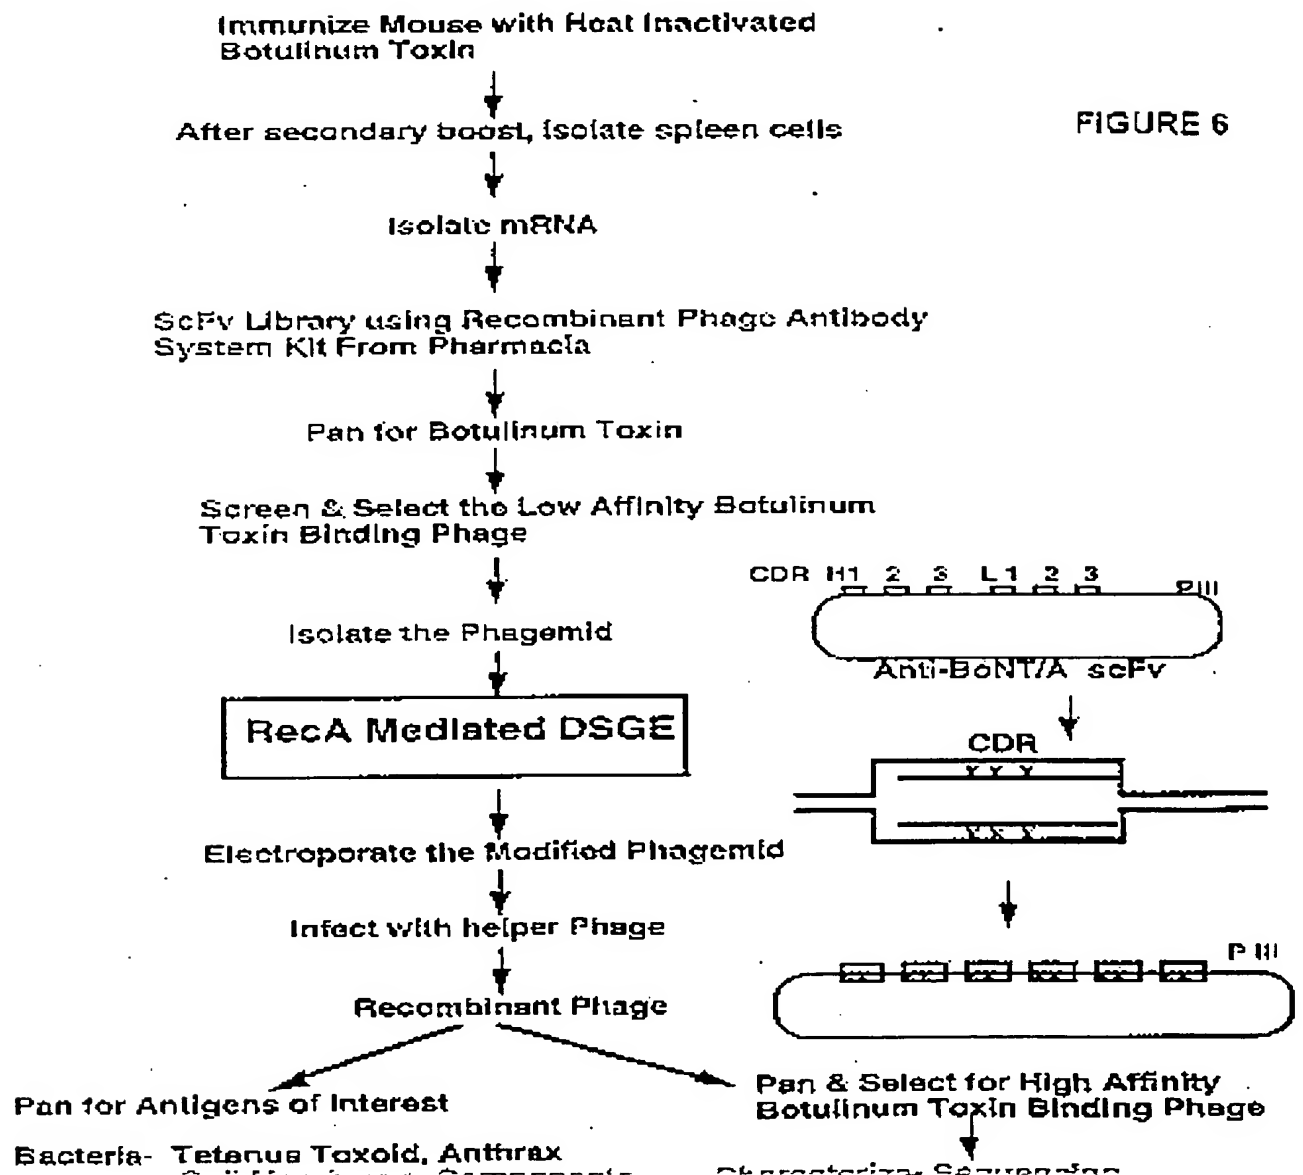 Immunize Mouse with Heat Inactivated
Botulinum Toxin
After secondary boost, isolate spleen cells
FIGURE 6
Isolate mRNA
ScFv Library using Recombinant Phage Antibody
System Kit From Pharmacia
Pan for Botulinum Toxin
Screen & Select the Low Affinity Botulinum
Toxin Binding Phage
CDR H1 2 3 L1 2 3
P III
Isolate the Phagemid
Anti-BoNT/A scFv
RecA Mediated DSGE
CDR
X X X
X X X
Electroporate the Modified Phagemid
Infect with helper Phage
P III
Recombinant Phage
Pan for Antigens of Interest
Pan & Select for High Affinity
Botulinum Toxin Binding Phage
Bacteria- Tetanus Toxoid, Anthrax